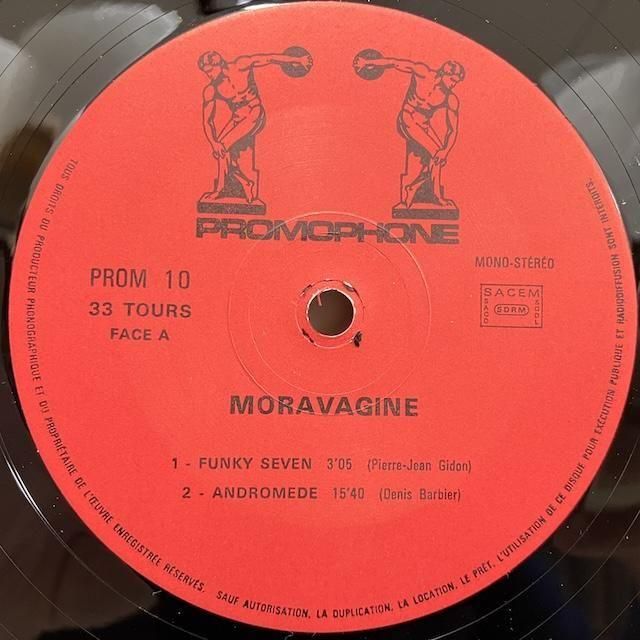 PROMOPHONE
PROM 10
33 TOURS
FACE A
MONO-STÉRÉO
SACEM
SACD
SDRM
SGDL
MORAVAGINE
1 - FUNKY SEVEN 3'05 (Pierre-Jean Gidon)
2 - ANDROMEDE 15'40 (Denis Barbier)
TOUS DROITS DU PRODUCTEUR PHONOGRAPHIQUE ET DU PROPRIÉTAIRE DE L'ŒUVRE ENREGISTRÉE RÉSERVÉS. SAUF AUTORISATION, LA DUPLICATION, LA LOCATION, LE PRÊT, L'UTILISATION DE CE DISQUE POUR EXÉCUTION PUBLIQUE ET RADIODIFFUSION SONT INTERDITS.